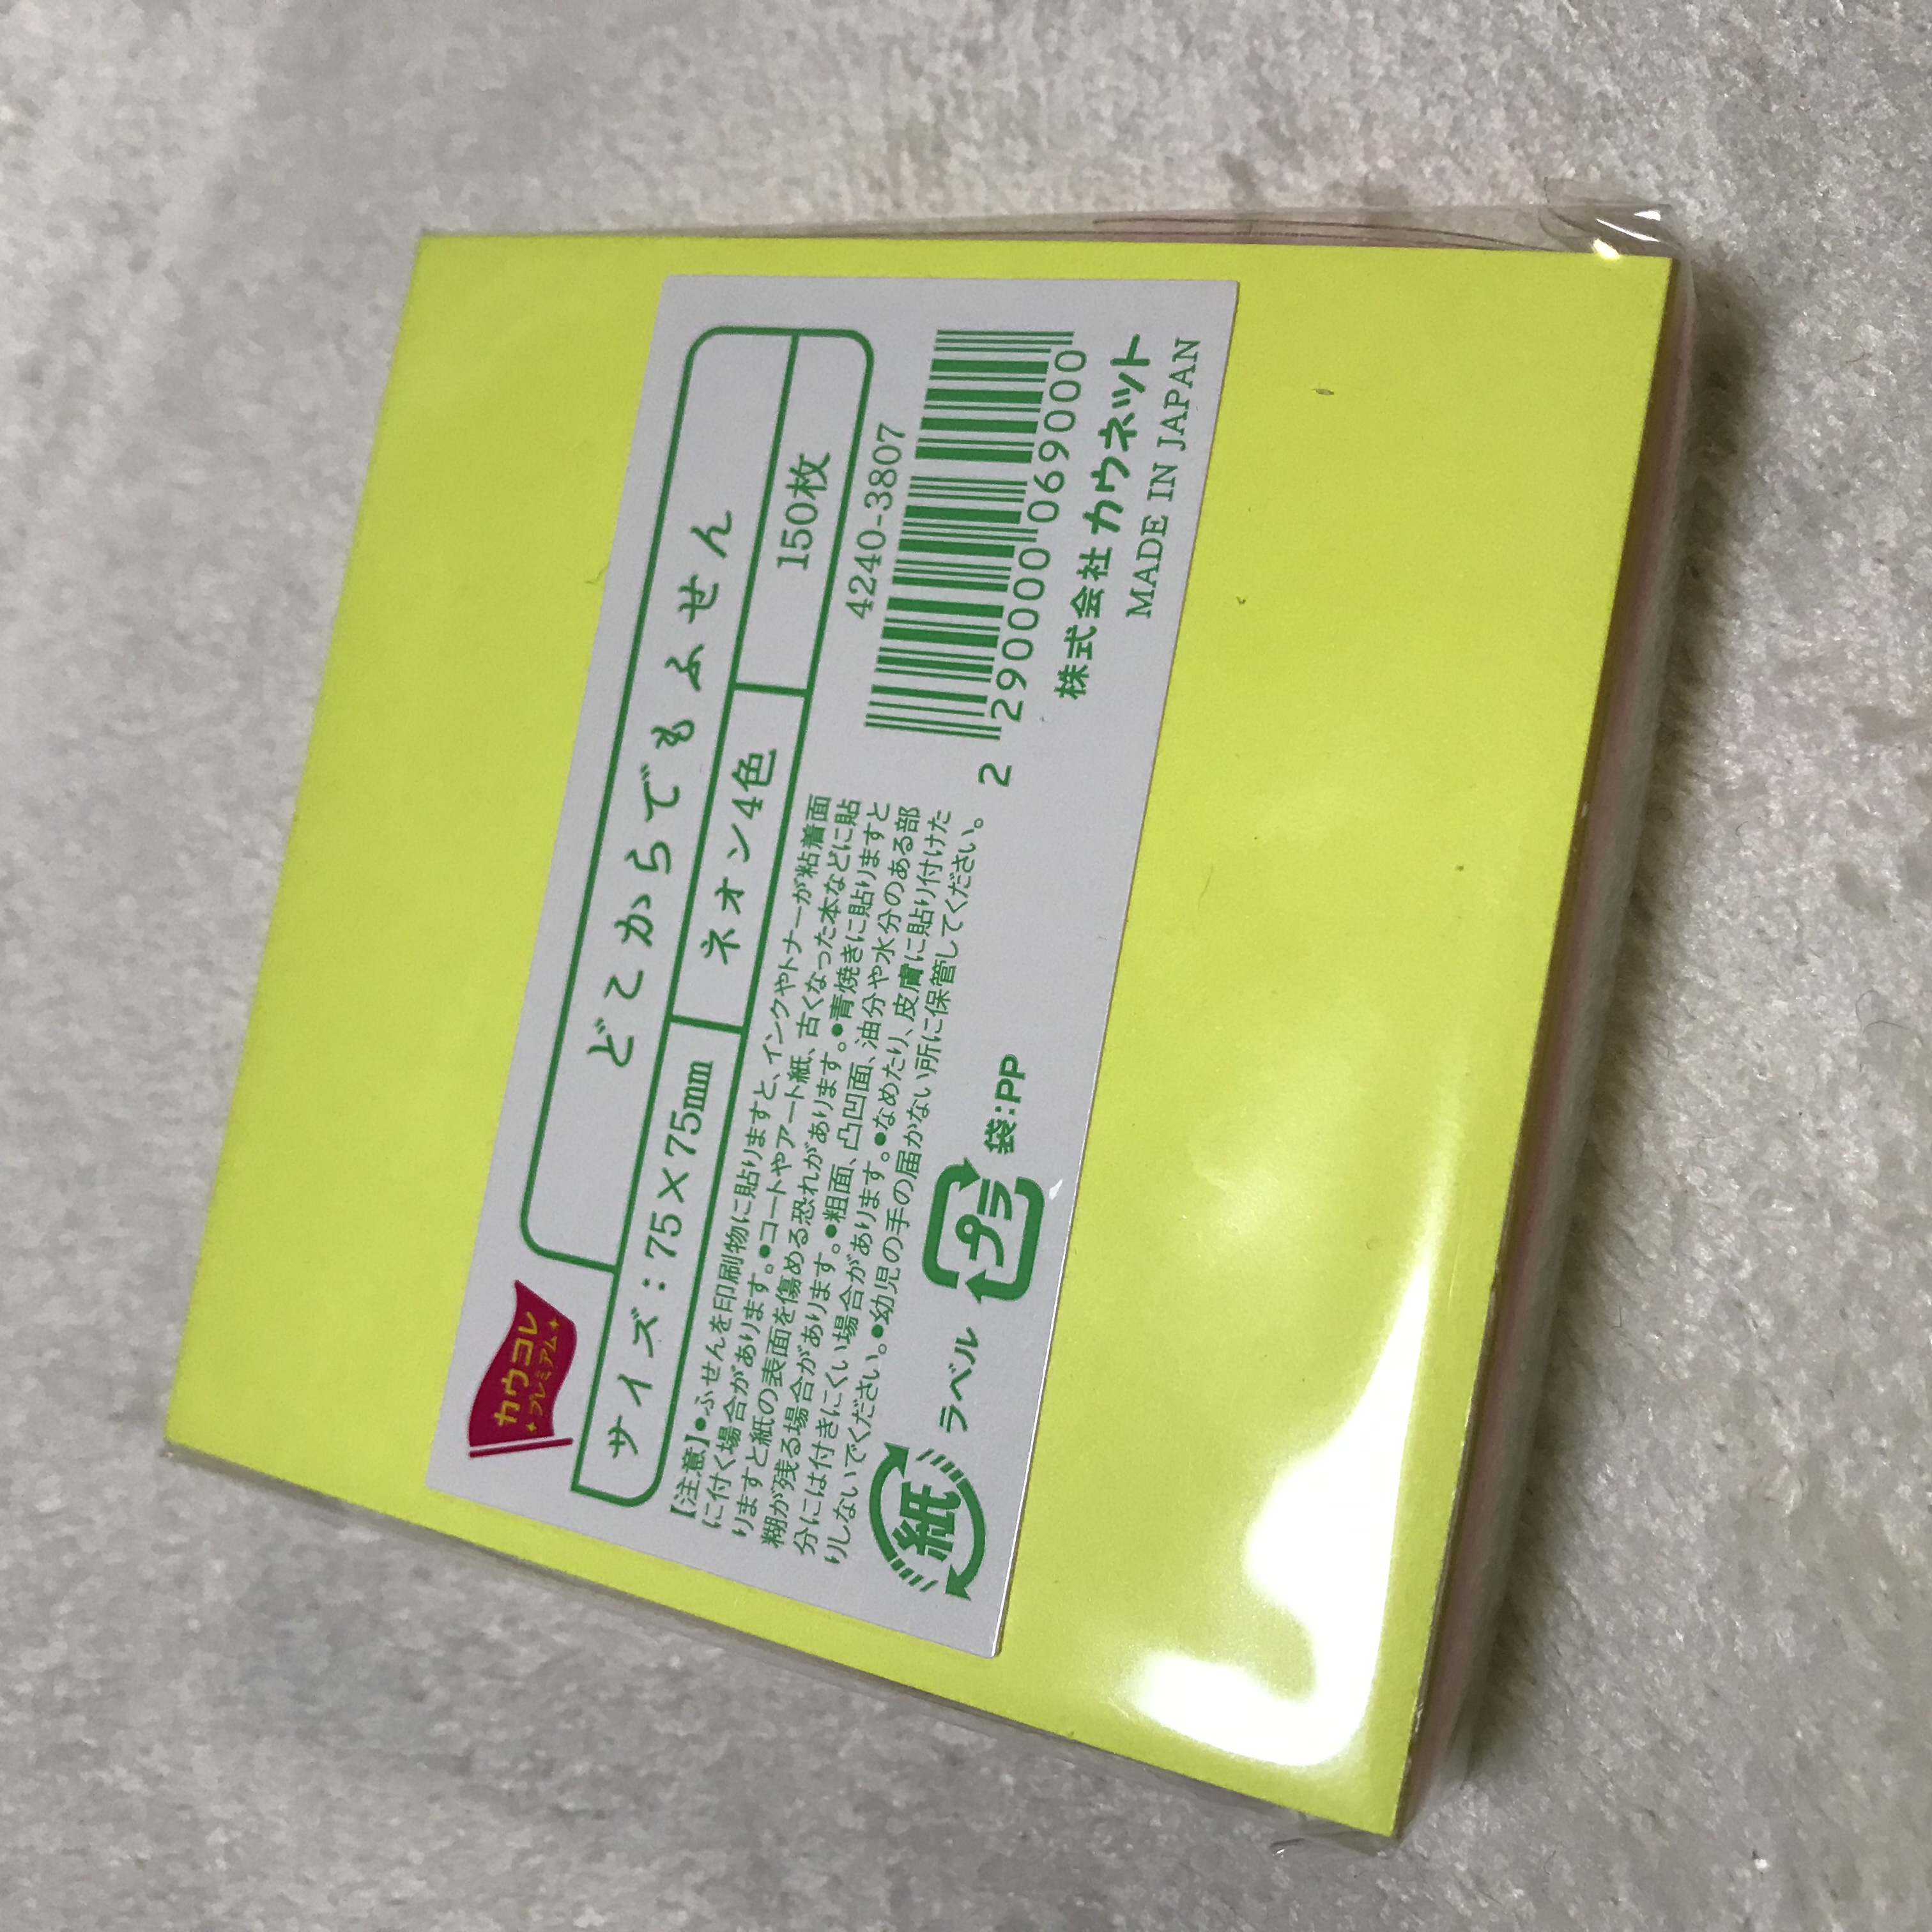 カウコレ
プレミアム
どこからでもふせん
サイズ：75×75mm
ネオン4色
150枚
【注意】●ふせんを印刷物に貼りますと、インクやトナーが粘着面
に付く場合があります。●コートやアート紙、古くなった本などに貼
りますと紙の表面を傷める恐れがあります。●青焼きに貼りますと
糊が残る場合があります。●粗面、凸凹面、油分や水分のある部
分には付きにくい場合があります。●なめたり、皮膚に貼り付けた
りしないでください。●幼児の手の届かない所に保管してください。
4240-3807
2 290000 069000
株式会社カウネット
MADE IN JAPAN
紙
ラベル
プラ
袋：PP